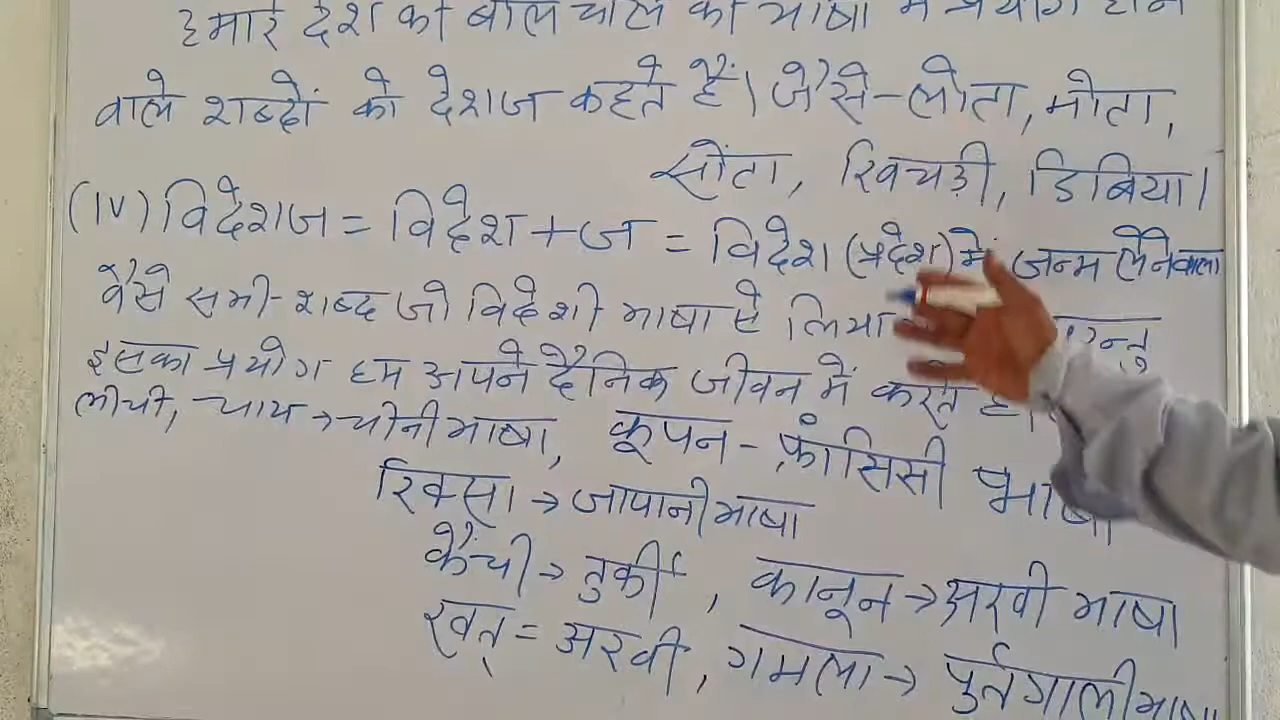 हमारे देश की बोल चाल की भाषा में प्रयोग होने
वाले शब्दों को देशज कहते हैं। जैसे-लोटा, मोटा,
सोंटा, खिचड़ी, डिबिया।
(IV) विदेशज = विदेश + ज = विदेश (प्रदेश) में जन्म लेनेवाला
वैसे सभी शब्द जो विदेशी भाषा से लिया
इसका प्रयोग हम अपने दैनिक जीवन में करते हैं।
लीची, चाय → चीनी भाषा, कूपन - फ्रांसिसी भाषा
रिक्सा → जापानी भाषा
कैंची → तुर्की, कानून → अरबी भाषा
खत् = अरबी, गमला → पुर्तगाली भाषा